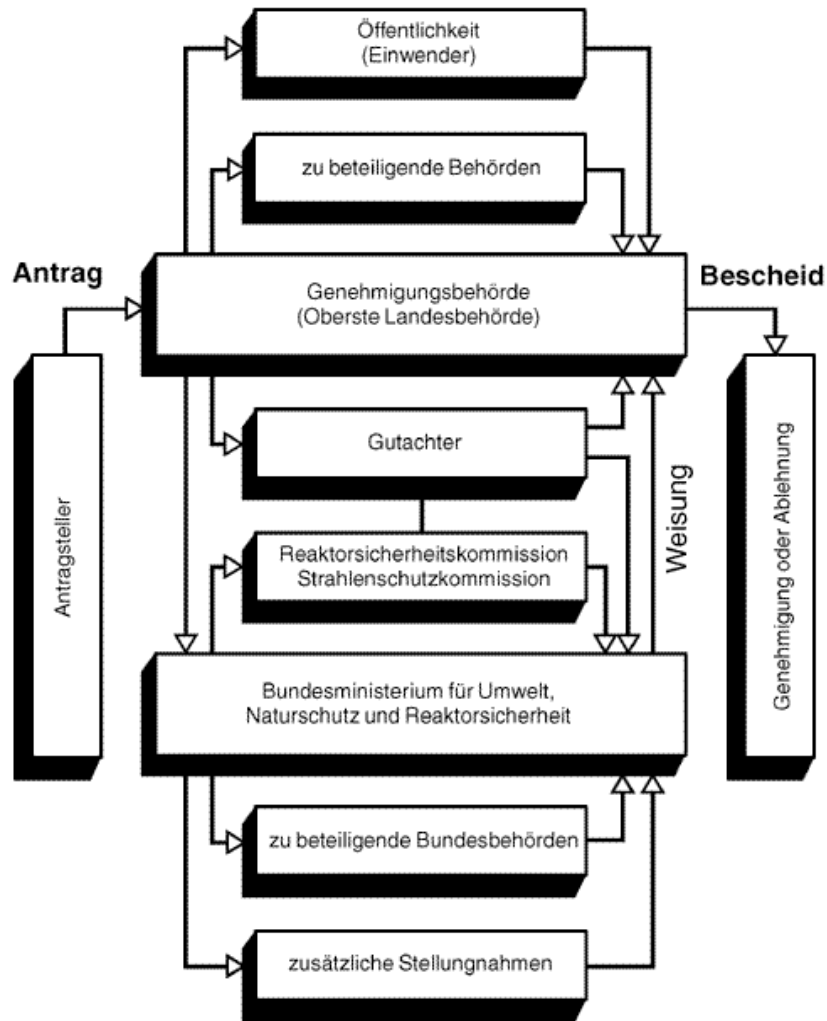 Öffentlichkeit
(Einwender)
zu beteiligende Behörden
Antrag
Genehmigungsbehörde
(Oberste Landesbehörde)
Bescheid
Antragsteller
Gutachter
Weisung
Genehmigung oder Ablehnung
Reaktorsicherheitskommission
Strahlenschutzkommission
Bundesministerium für Umwelt,
Naturschutz und Reaktorsicherheit
zu beteiligende Bundesbehörden
zusätzliche Stellungnahmen